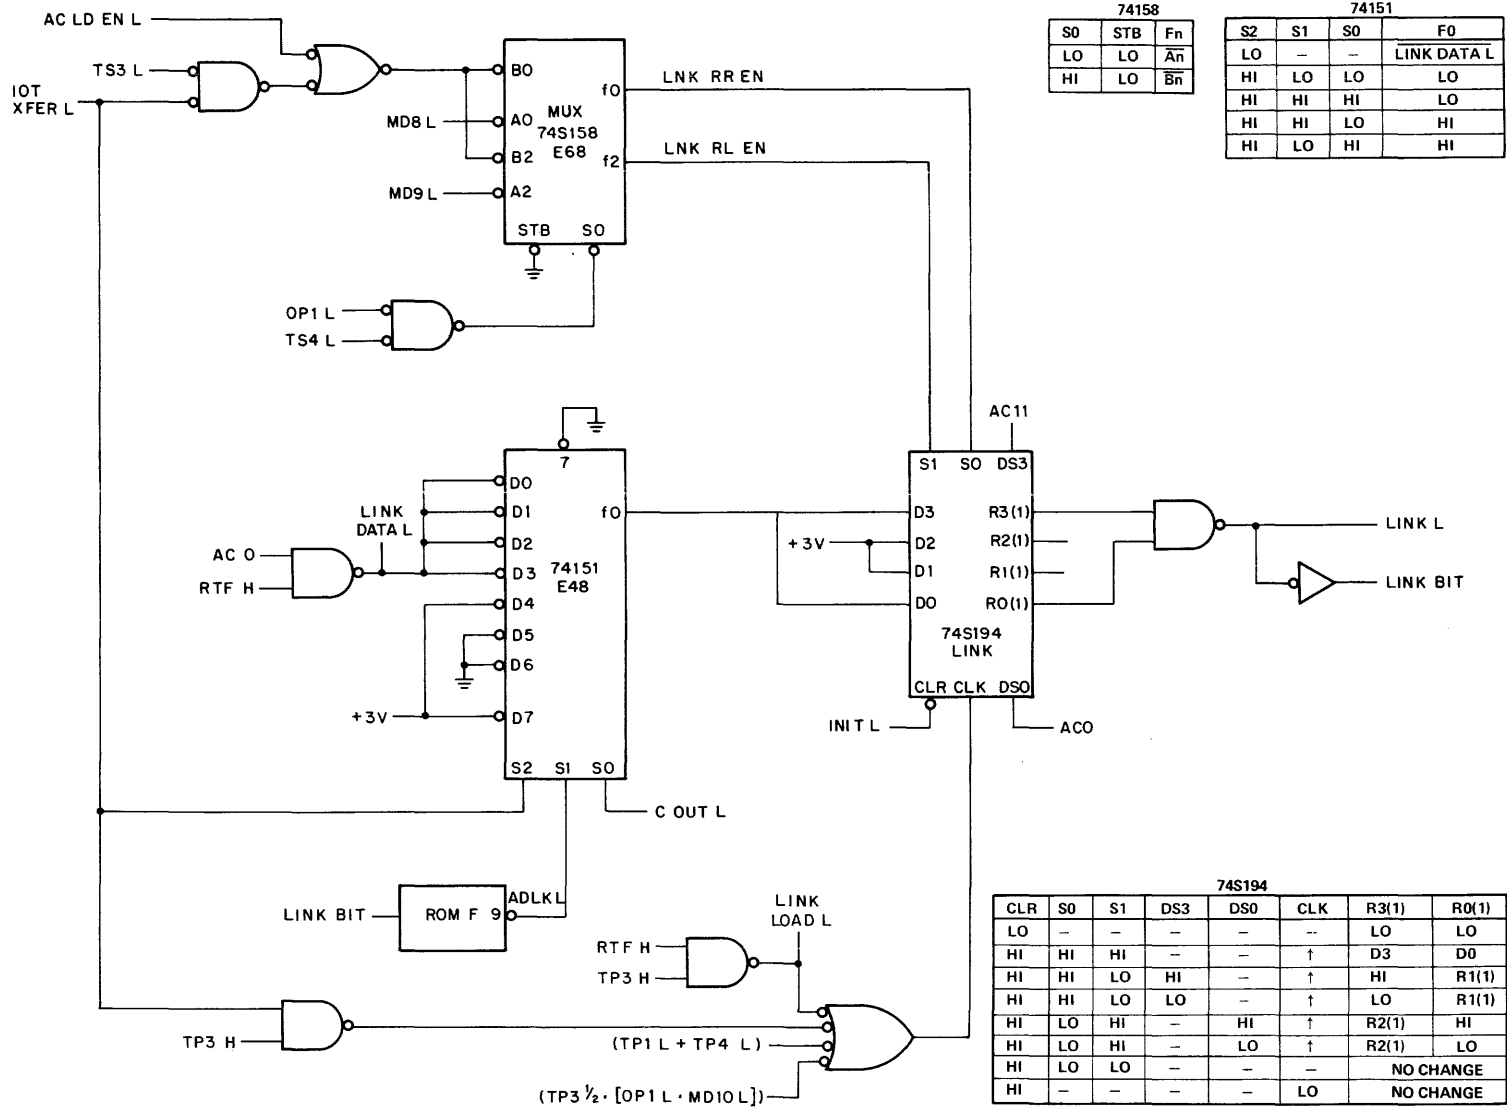 AC LD EN L
TS3 L
IOT
XFER L
B0
A0
B2
A2
MUX
74S158
E68
f0
f2
STB S0
MD8 L
MD9 L
LNK RR EN
LNK RL EN
OP1 L
TS4 L
74158
S0 STB Fn
LO LO An
HI LO Bn
74151
S2 S1 S0 F0
LO – – LINK DATA L
HI LO LO LO
HI HI HI LO
HI HI LO HI
HI LO HI HI
7
D0
D1
D2
D3
D4
D5
D6
D7
74151
E48
f0
S2 S1 S0
LINK
DATA L
AC 0
RTF H
+3V
C OUT L
LINK BIT
ROM F 9
ADLK L
AC11
S1 S0 DS3
D3 R3(1)
D2 R2(1)
D1 R1(1)
D0 R0(1)
74S194
LINK
CLR CLK DS0
+3V
INIT L
AC0
LINK L
LINK BIT
LINK
LOAD L
RTF H
TP3 H
TP3 H
(TP1 L + TP4 L)
(TP3 ½ · [OP1 L · MD10 L])
74S194
CLR S0 S1 DS3 DS0 CLK R3(1) R0(1)
LO – – – – – LO LO
HI HI HI – – ↑ D3 D0
HI HI LO HI – ↑ HI R1(1)
HI HI LO LO – ↑ LO R1(1)
HI LO HI – HI ↑ R2(1) HI
HI LO HI – LO ↑ R2(1) LO
HI LO LO – – – NO CHANGE
HI – – – – LO NO CHANGE